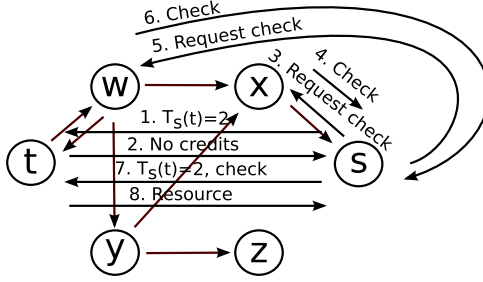 6. Check
5. Request check
4. Check
3. Request check
w
x
1. T_S(t)=2
2. No credits
t
s
7. T_S(t)=2, check
8. Resource
y
z